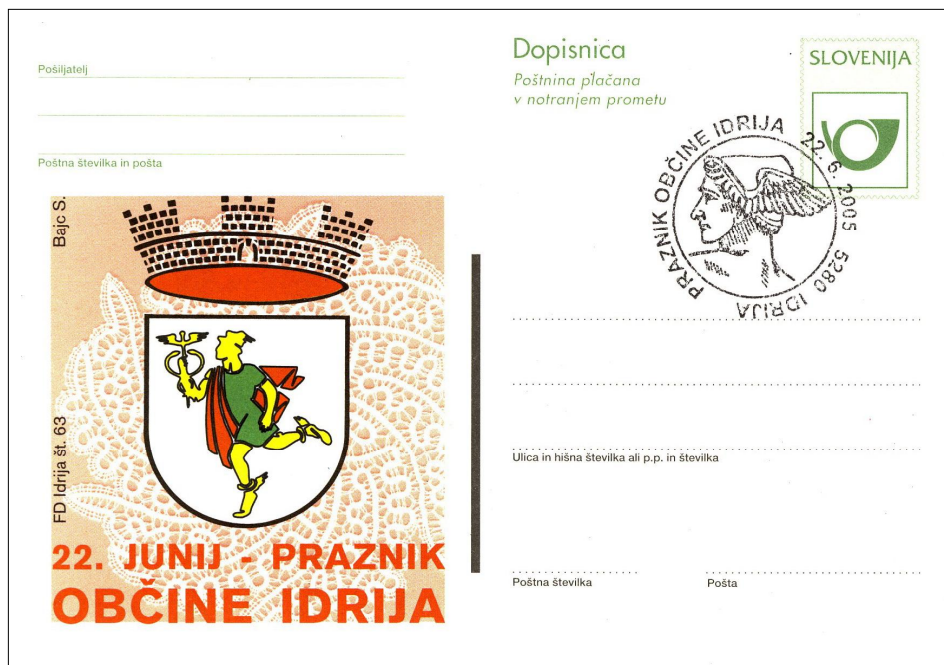 Pošiljatelj
Poštna številka in pošta
Dopisnica
Poštnina plačana
v notranjem prometu
SLOVENIJA
PRAZNIK OBČINE IDRIJA 22. 6. 2005 5280 IDRIJA
Bajc S.
FD Idrija št. 63
22. JUNIJ - PRAZNIK
OBČINE IDRIJA
Ulica in hišna številka ali p.p. in številka
Poštna številka
Pošta